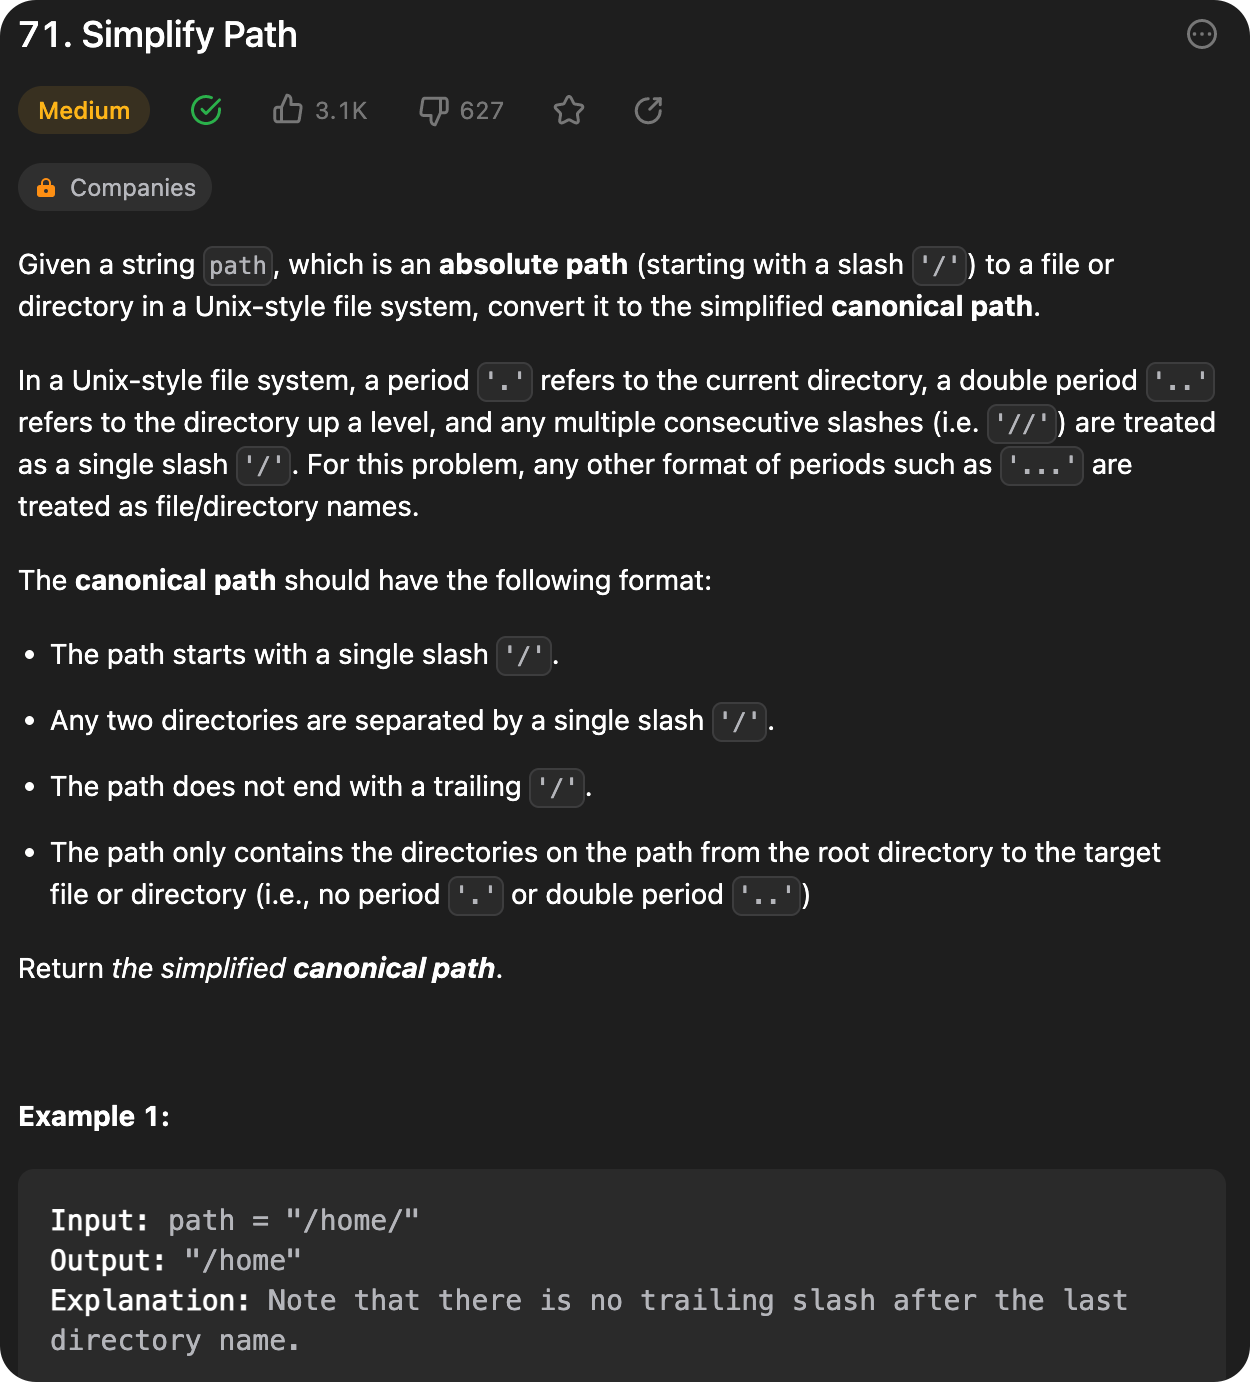 71. Simplify Path
Medium 3.1K 627
Companies
Given a string path, which is an absolute path (starting with a slash '/') to a file or
directory in a Unix-style file system, convert it to the simplified canonical path.
In a Unix-style file system, a period '.' refers to the current directory, a double period '..'
refers to the directory up a level, and any multiple consecutive slashes (i.e. '//') are treated
as a single slash '/'. For this problem, any other format of periods such as '...' are
treated as file/directory names.
The canonical path should have the following format:
• The path starts with a single slash '/'.
• Any two directories are separated by a single slash '/'.
• The path does not end with a trailing '/'.
• The path only contains the directories on the path from the root directory to the target
file or directory (i.e., no period '.' or double period '..')
Return the simplified canonical path.
Example 1:
Input: path = "/home/"
Output: "/home"
Explanation: Note that there is no trailing slash after the last
directory name.